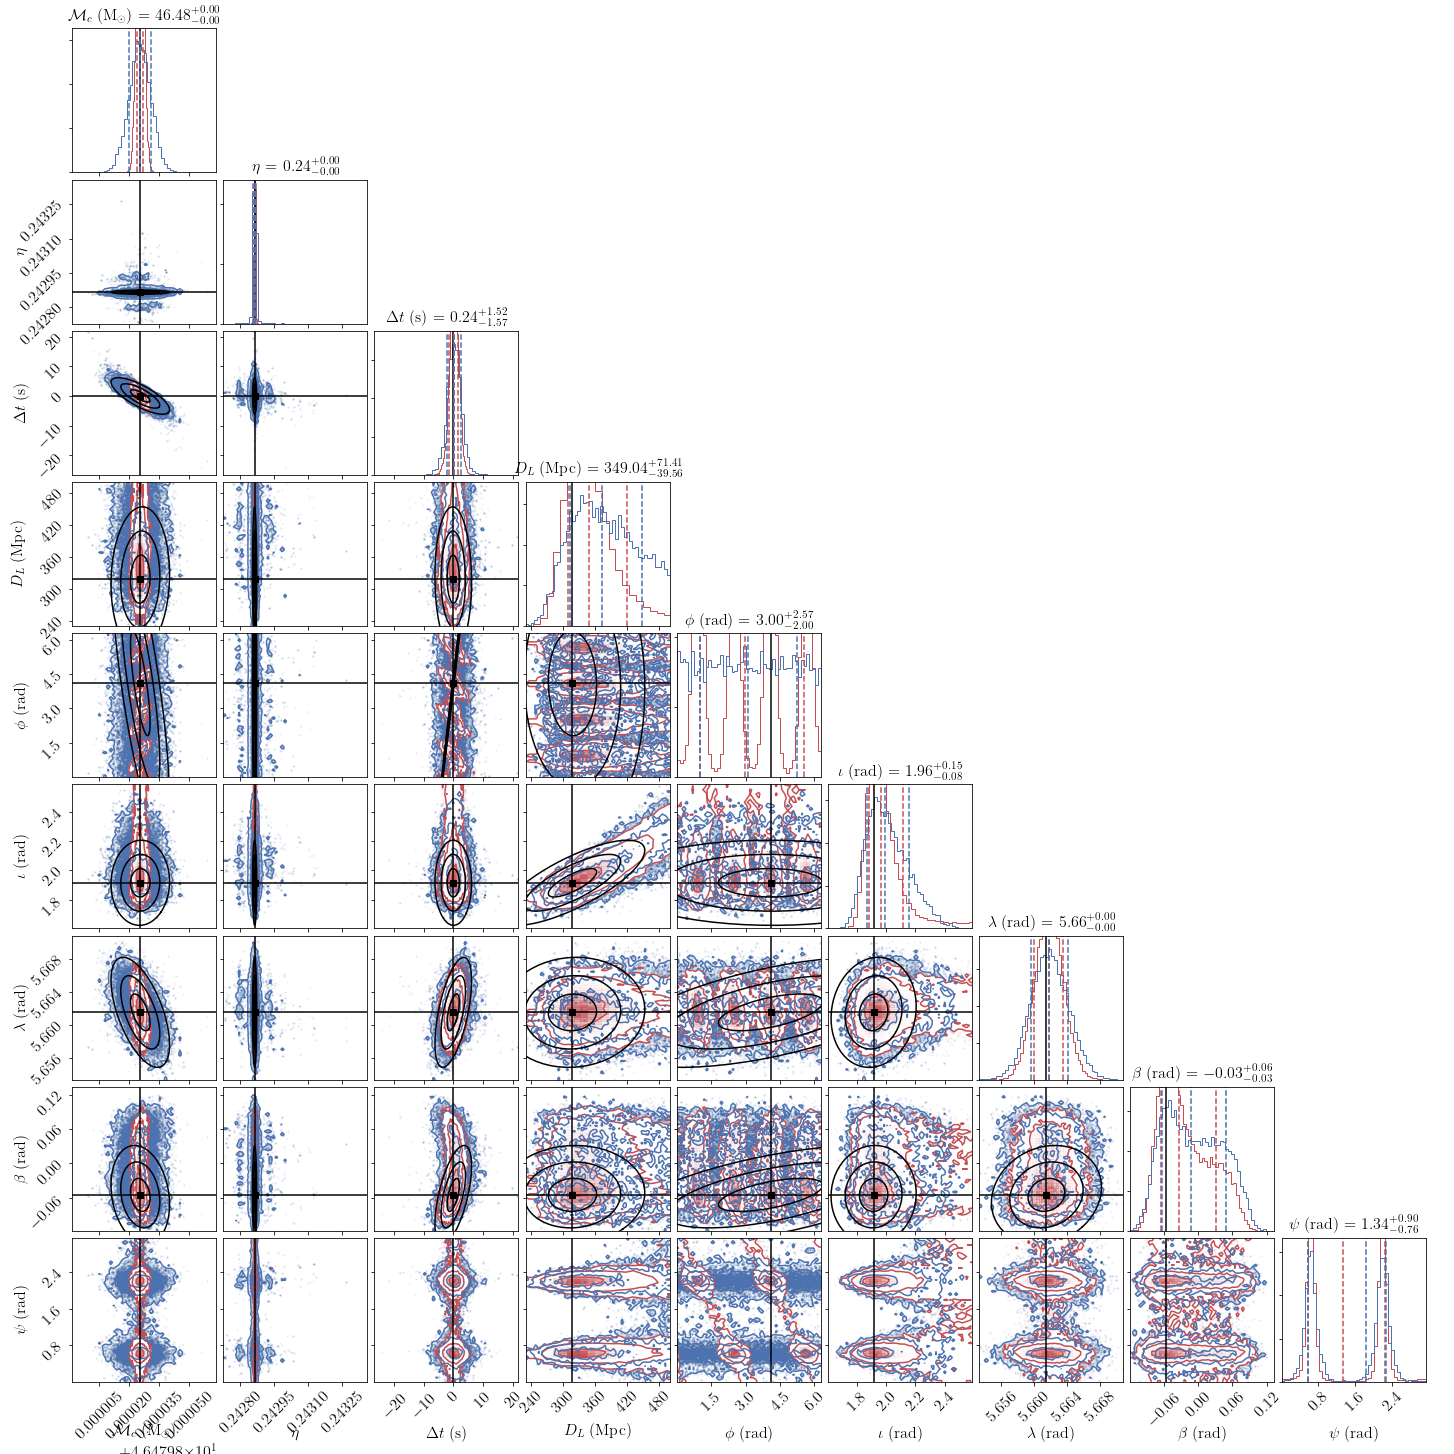 𝓜c (M⊙) = 46.48 +0.00 −0.00
η = 0.24 +0.00 −0.00
0.24325
0.24310
0.24295
0.24280
η
Δt (s) = 0.24 +1.52 −1.57
20
10
0
−10
−20
Δt (s)
D_L (Mpc) = 349.04 +71.41 −39.56
480
420
360
300
240
D_L (Mpc)
ϕ (rad) = 3.00 +2.57 −2.00
6.0
4.5
3.0
1.5
ϕ (rad)
ι (rad) = 1.96 +0.15 −0.08
2.4
2.2
2.0
1.8
ι (rad)
λ (rad) = 5.66 +0.00 −0.00
5.668
5.664
5.660
5.656
λ (rad)
β (rad) = −0.03 +0.06 −0.03
0.12
0.06
0.00
−0.06
β (rad)
ψ (rad) = 1.34 +0.90 −0.76
2.4
1.6
0.8
ψ (rad)
0.000005 0.000020 0.000035 0.000050
0.24280 0.24295 0.24310 0.24325
−20 −10 0 10 20
240 300 360 420 480
1.5 3.0 4.5 6.0
1.8 2.0 2.2 2.4
5.656 5.660 5.664 5.668
−0.06 0.00 0.06 0.12
0.8 1.6 2.4
η Δt (s) D_L (Mpc) ϕ (rad) ι (rad) λ (rad) β (rad) ψ (rad)
+4.64798×10¹